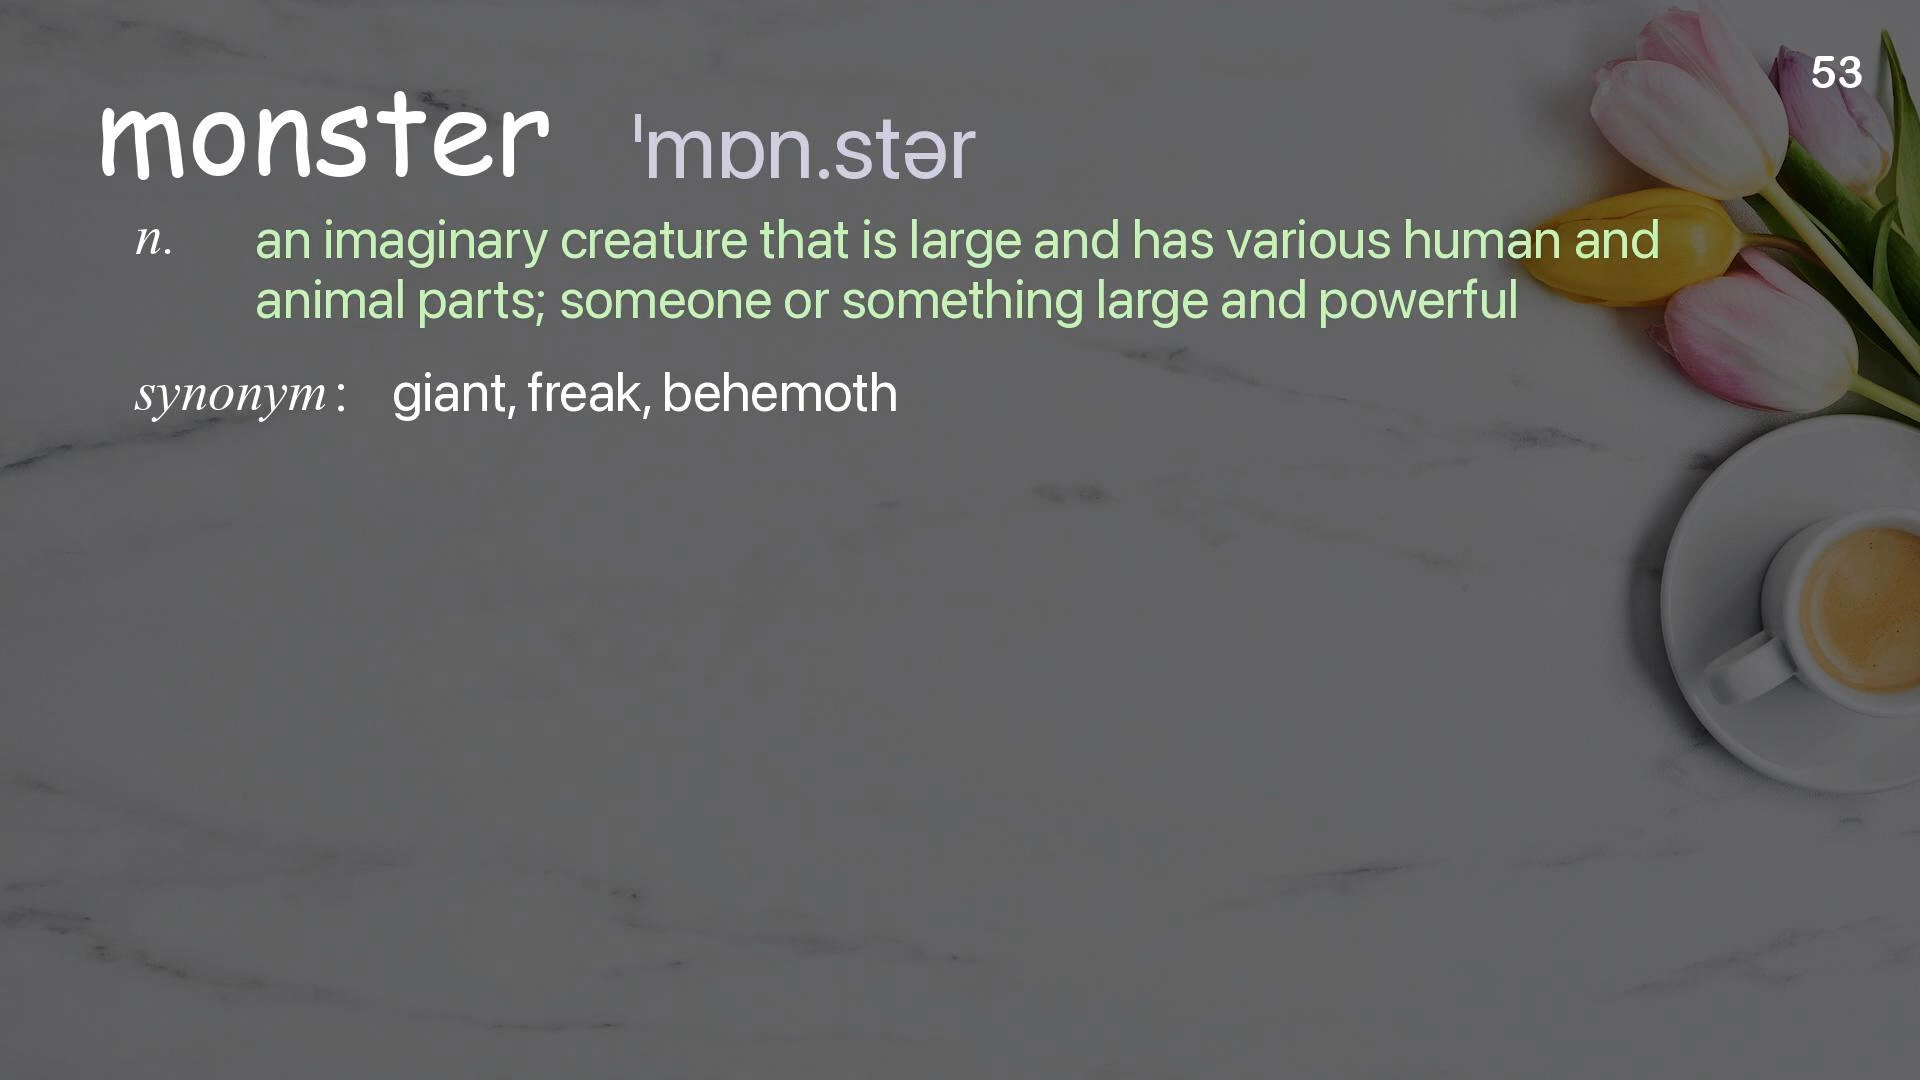 53
monster ˈmɒn.stər
n. an imaginary creature that is large and has various human and
animal parts; someone or something large and powerful
synonym : giant, freak, behemoth